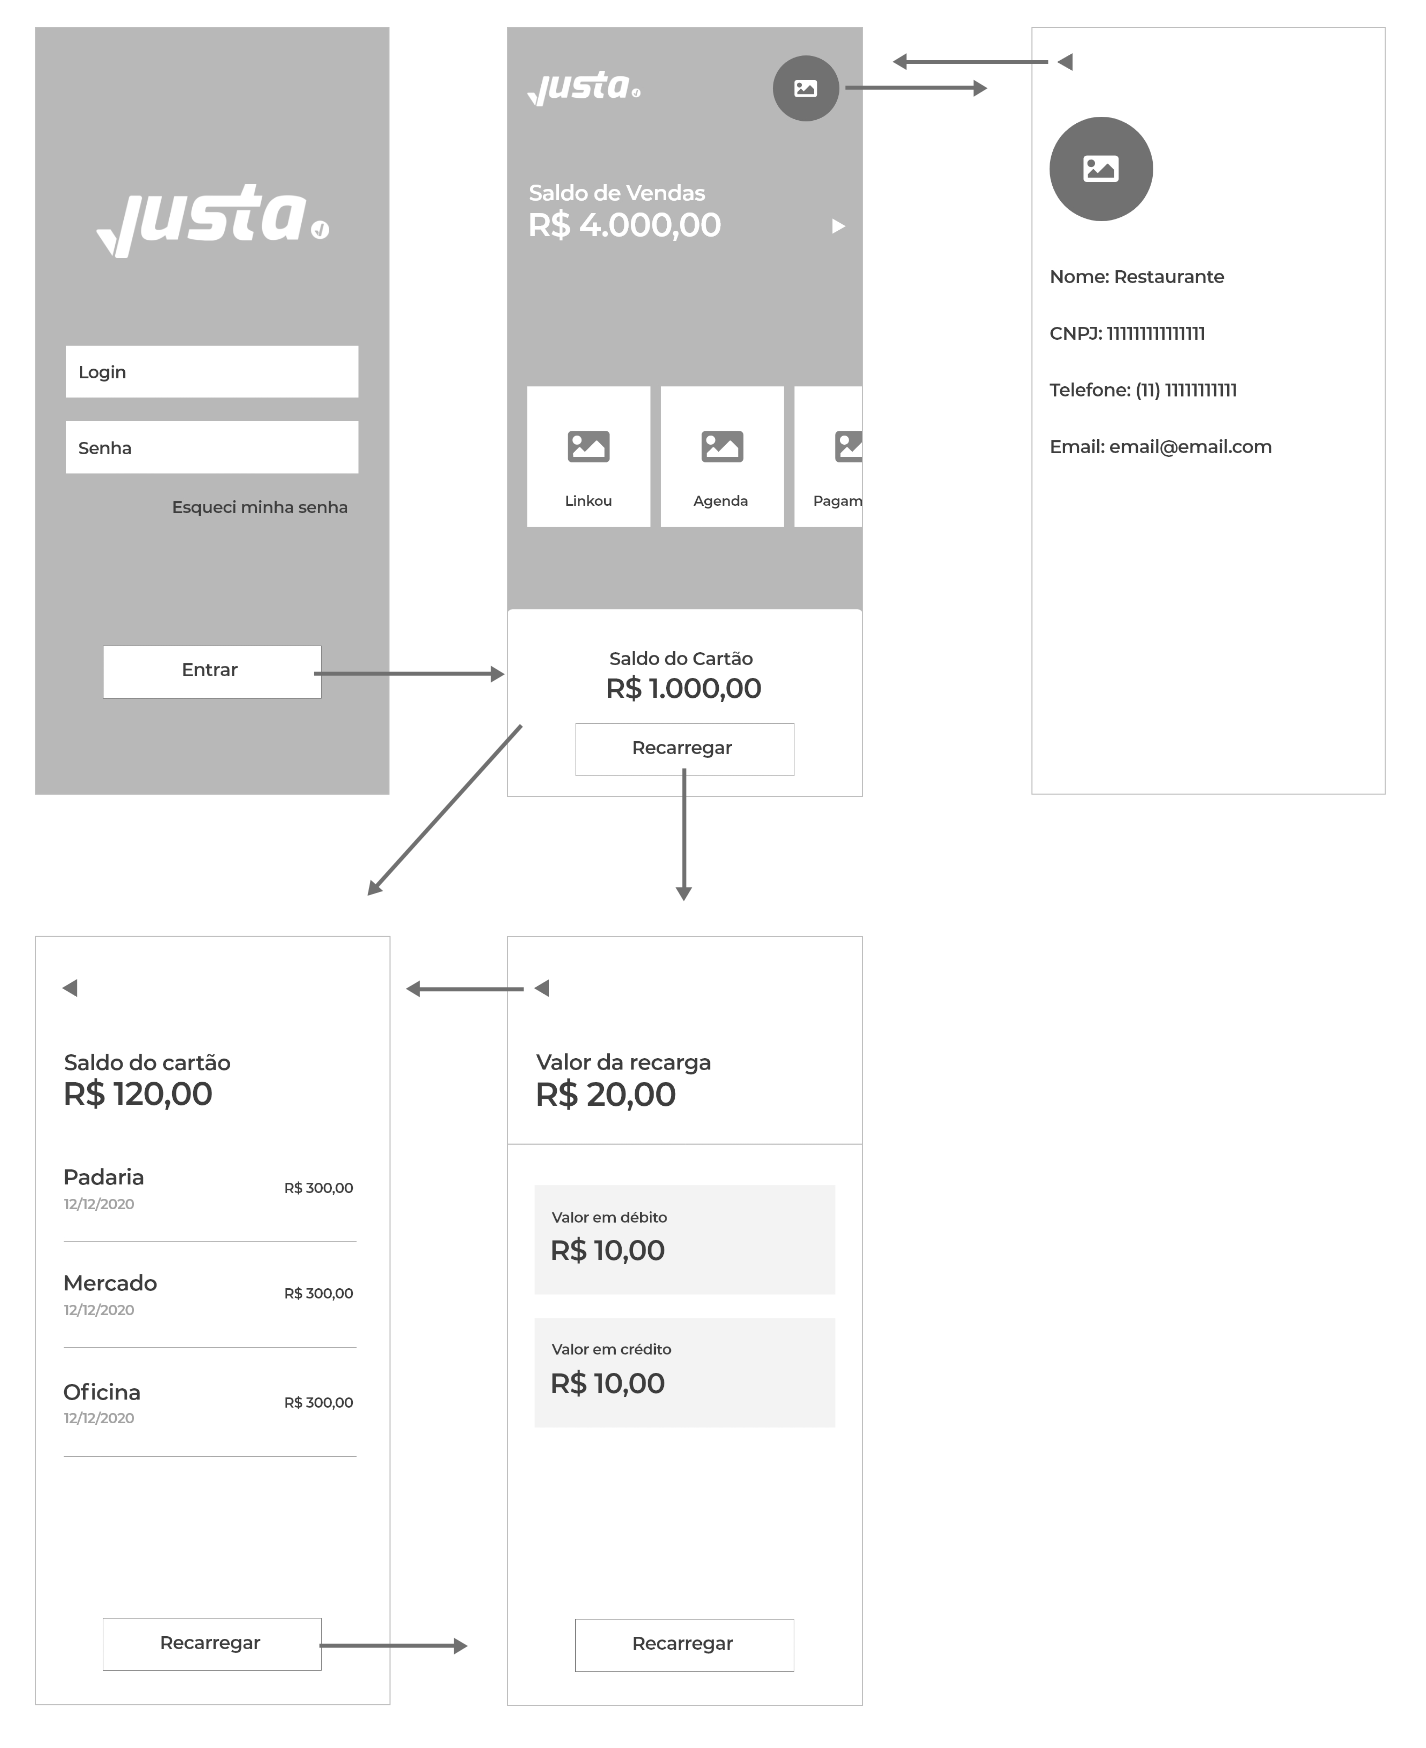 justa
Login
Senha
Esqueci minha senha
Entrar
justa
Saldo de Vendas
R$ 4.000,00
Linkou
Agenda
Pagam
Saldo do Cartão
R$ 1.000,00
Recarregar
Nome: Restaurante
CNPJ: 111111111111111
Telefone: (11) 11111111111
Email: email@email.com
Saldo do cartão
R$ 120,00
Padaria
12/12/2020
R$ 300,00
Mercado
12/12/2020
R$ 300,00
Oficina
12/12/2020
R$ 300,00
Recarregar
Valor da recarga
R$ 20,00
Valor em débito
R$ 10,00
Valor em crédito
R$ 10,00
Recarregar